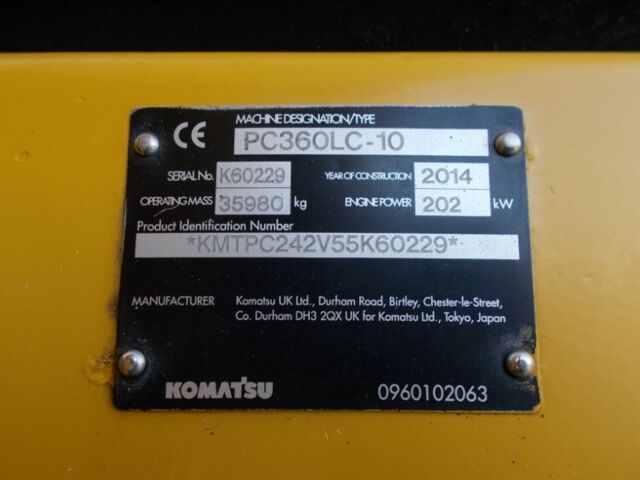 CE MACHINE DESIGNATION/TYPE
PC360LC-10
SERIAL No. K60229 YEAR OF CONSTRUCTION 2014
OPERATING MASS 35980 kg ENGINE POWER 202 kW
Product Identification Number
*KMTPC242V55K60229*
MANUFACTURER Komatsu UK Ltd., Durham Road, Birtley, Chester-le-Street,
Co. Durham DH3 2QX UK for Komatsu Ltd., Tokyo, Japan
KOMATSU 0960102063